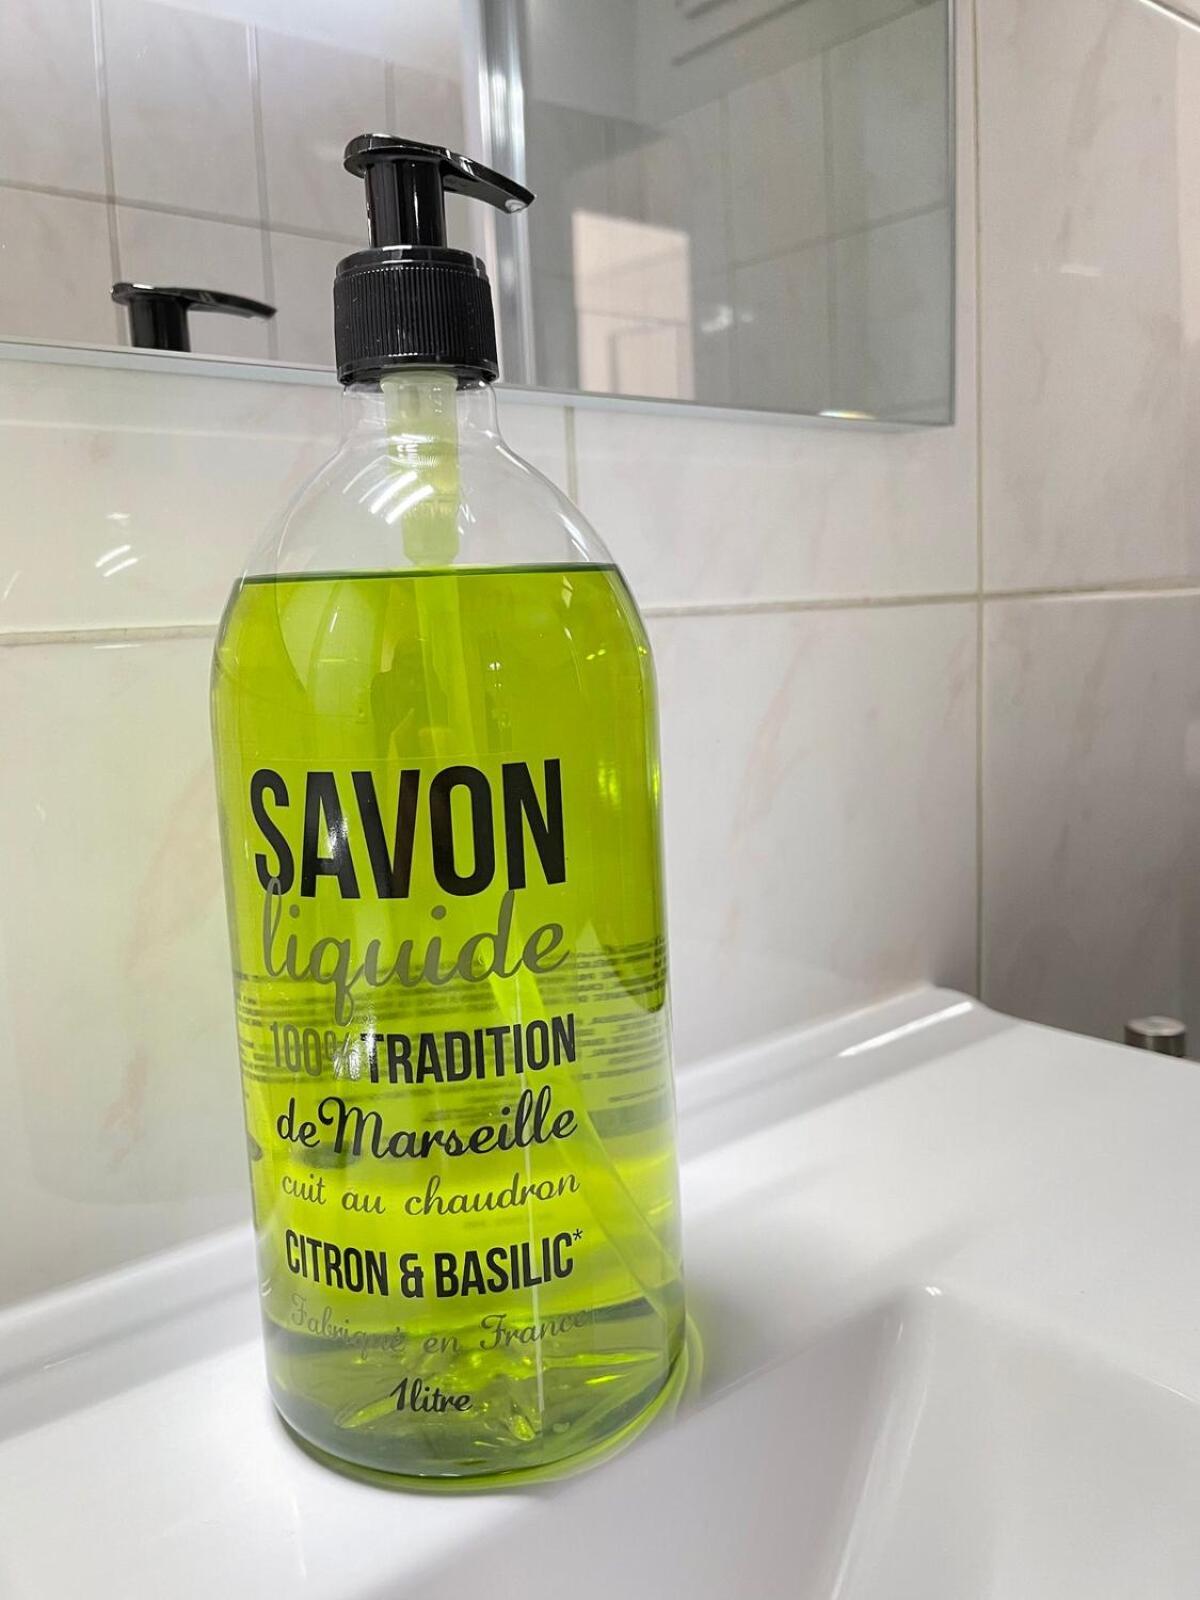 SAVON
liquide
100% TRADITION
de Marseille
cuit au chaudron
CITRON & BASILIC*
Fabriqué en France
1 litre